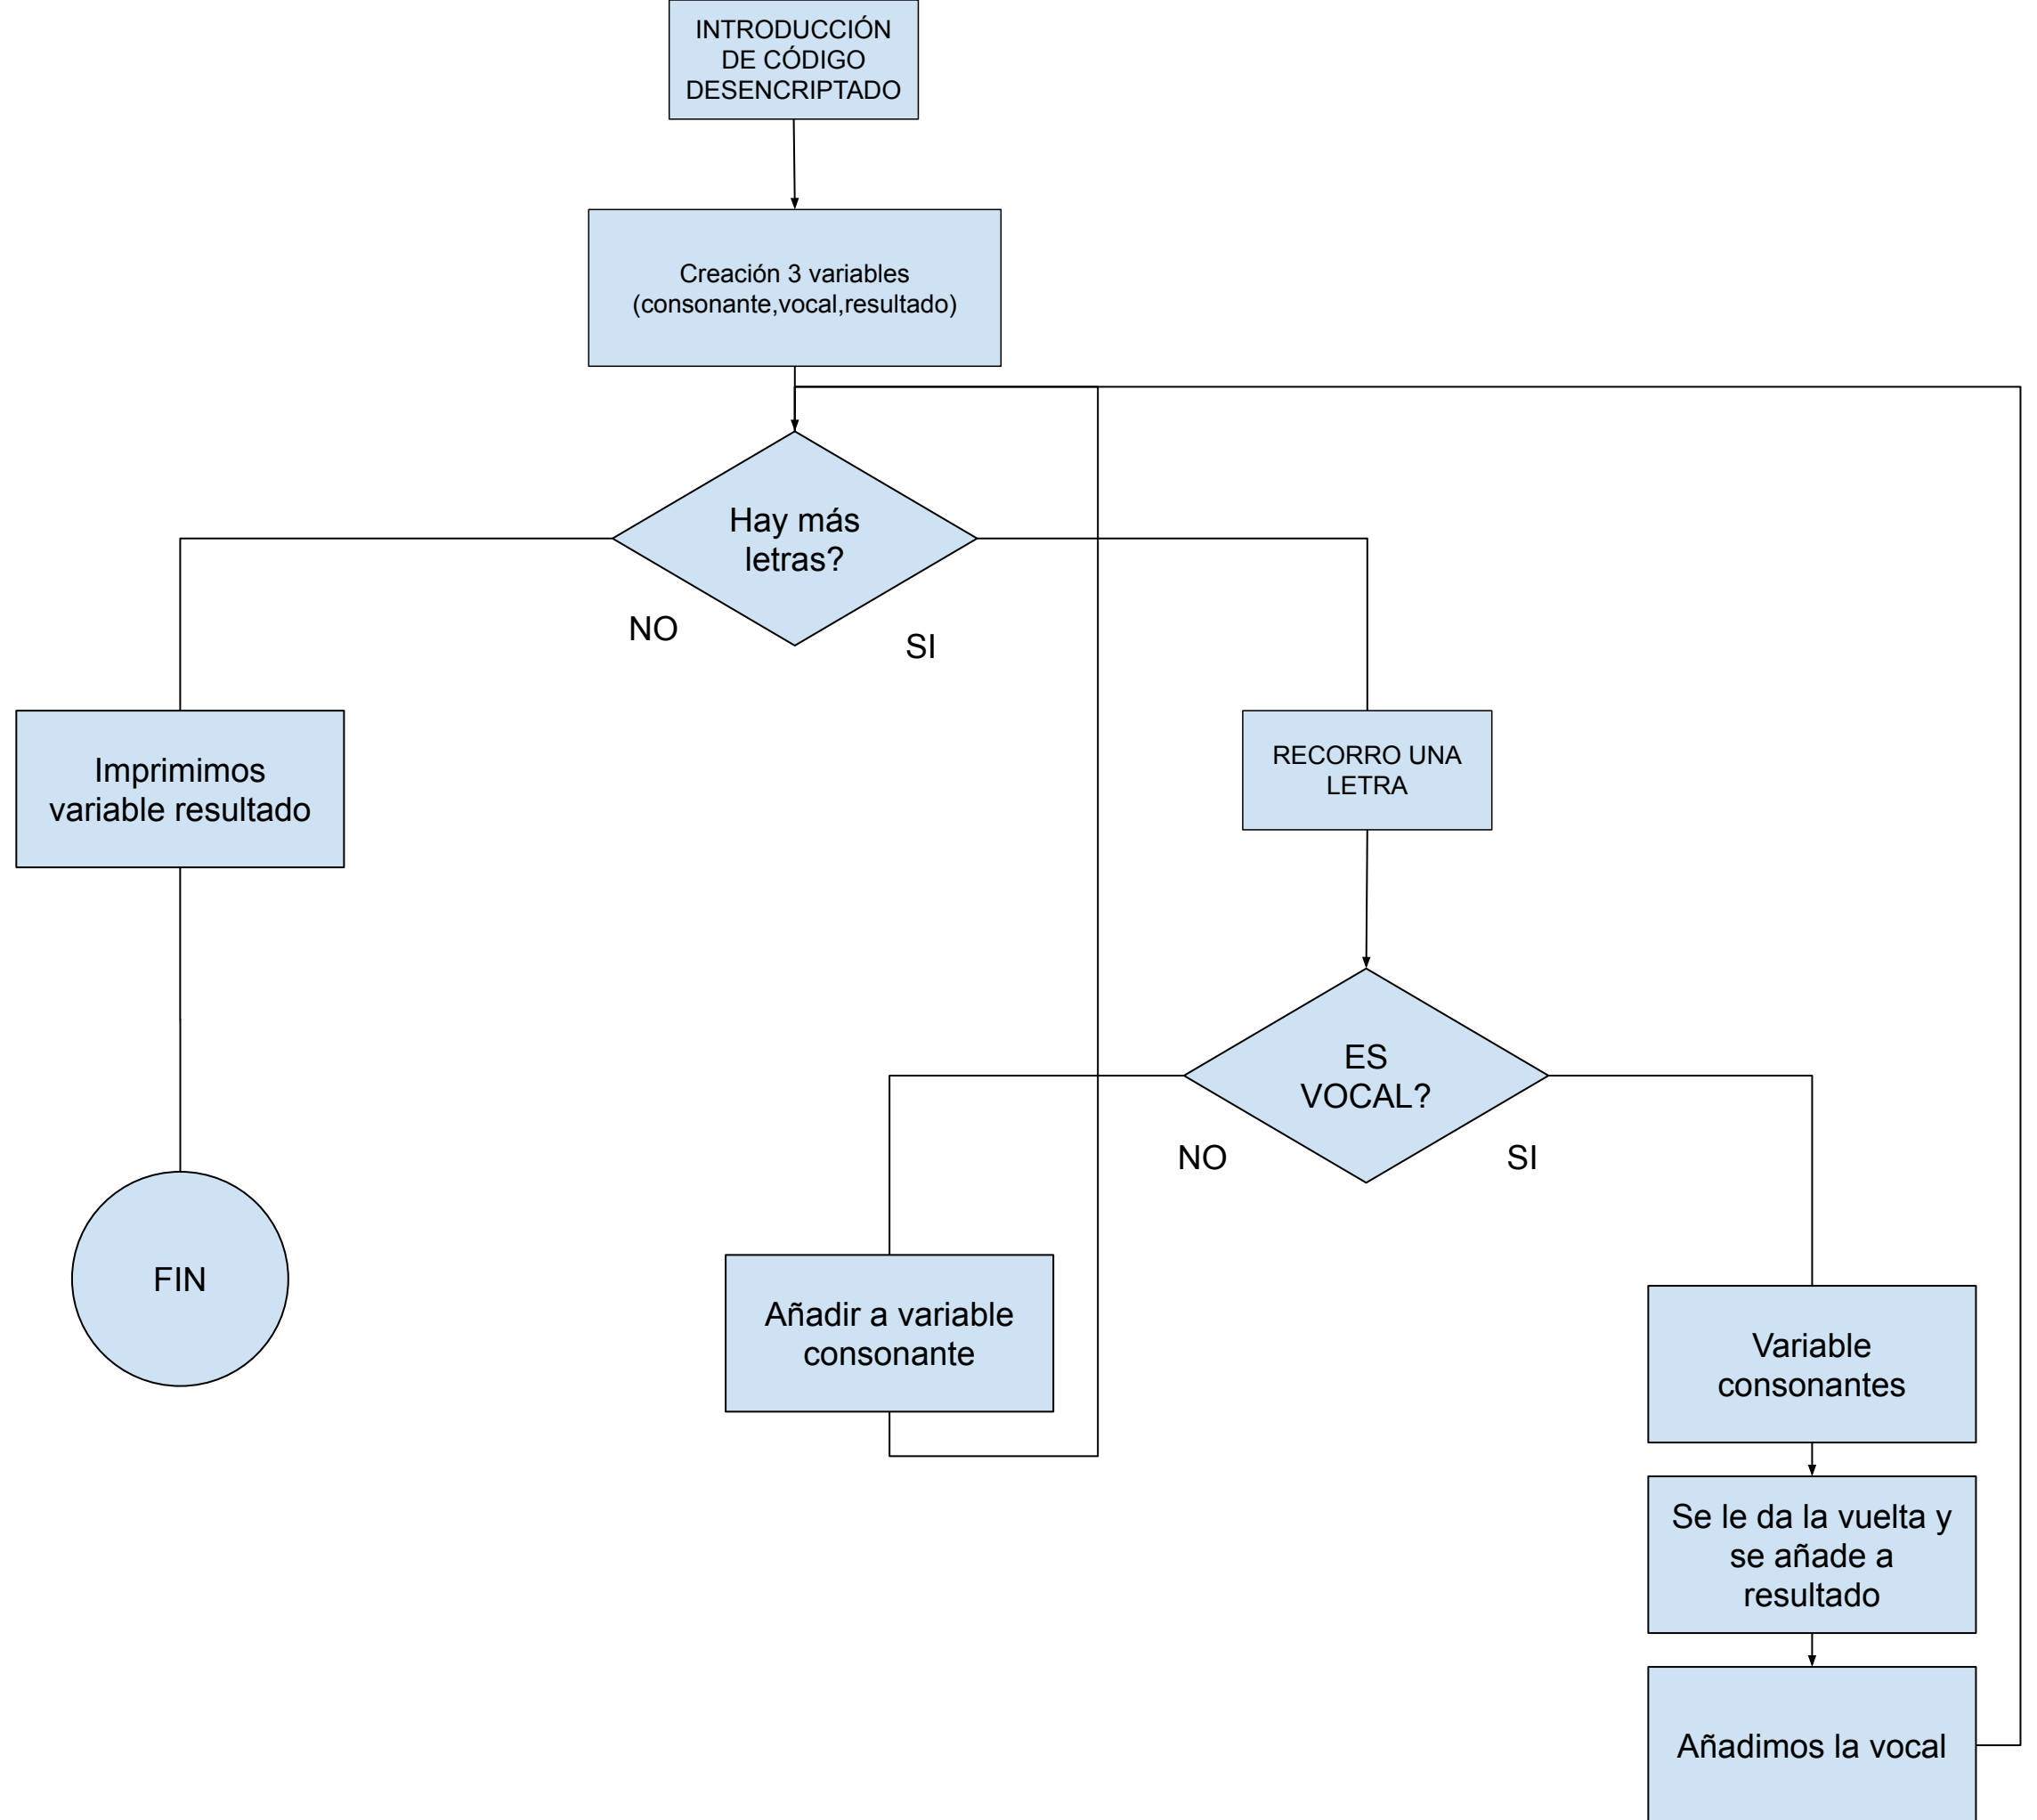 INTRODUCCIÓN
DE CÓDIGO
DESENCRIPTADO
Creación 3 variables
(consonante,vocal,resultado)
Hay más
letras?
NO
SI
Imprimimos
variable resultado
RECORRO UNA
LETRA
ES
VOCAL?
NO
SI
FIN
Añadir a variable
consonante
Variable
consonantes
Se le da la vuelta y
se añade a
resultado
Añadimos la vocal